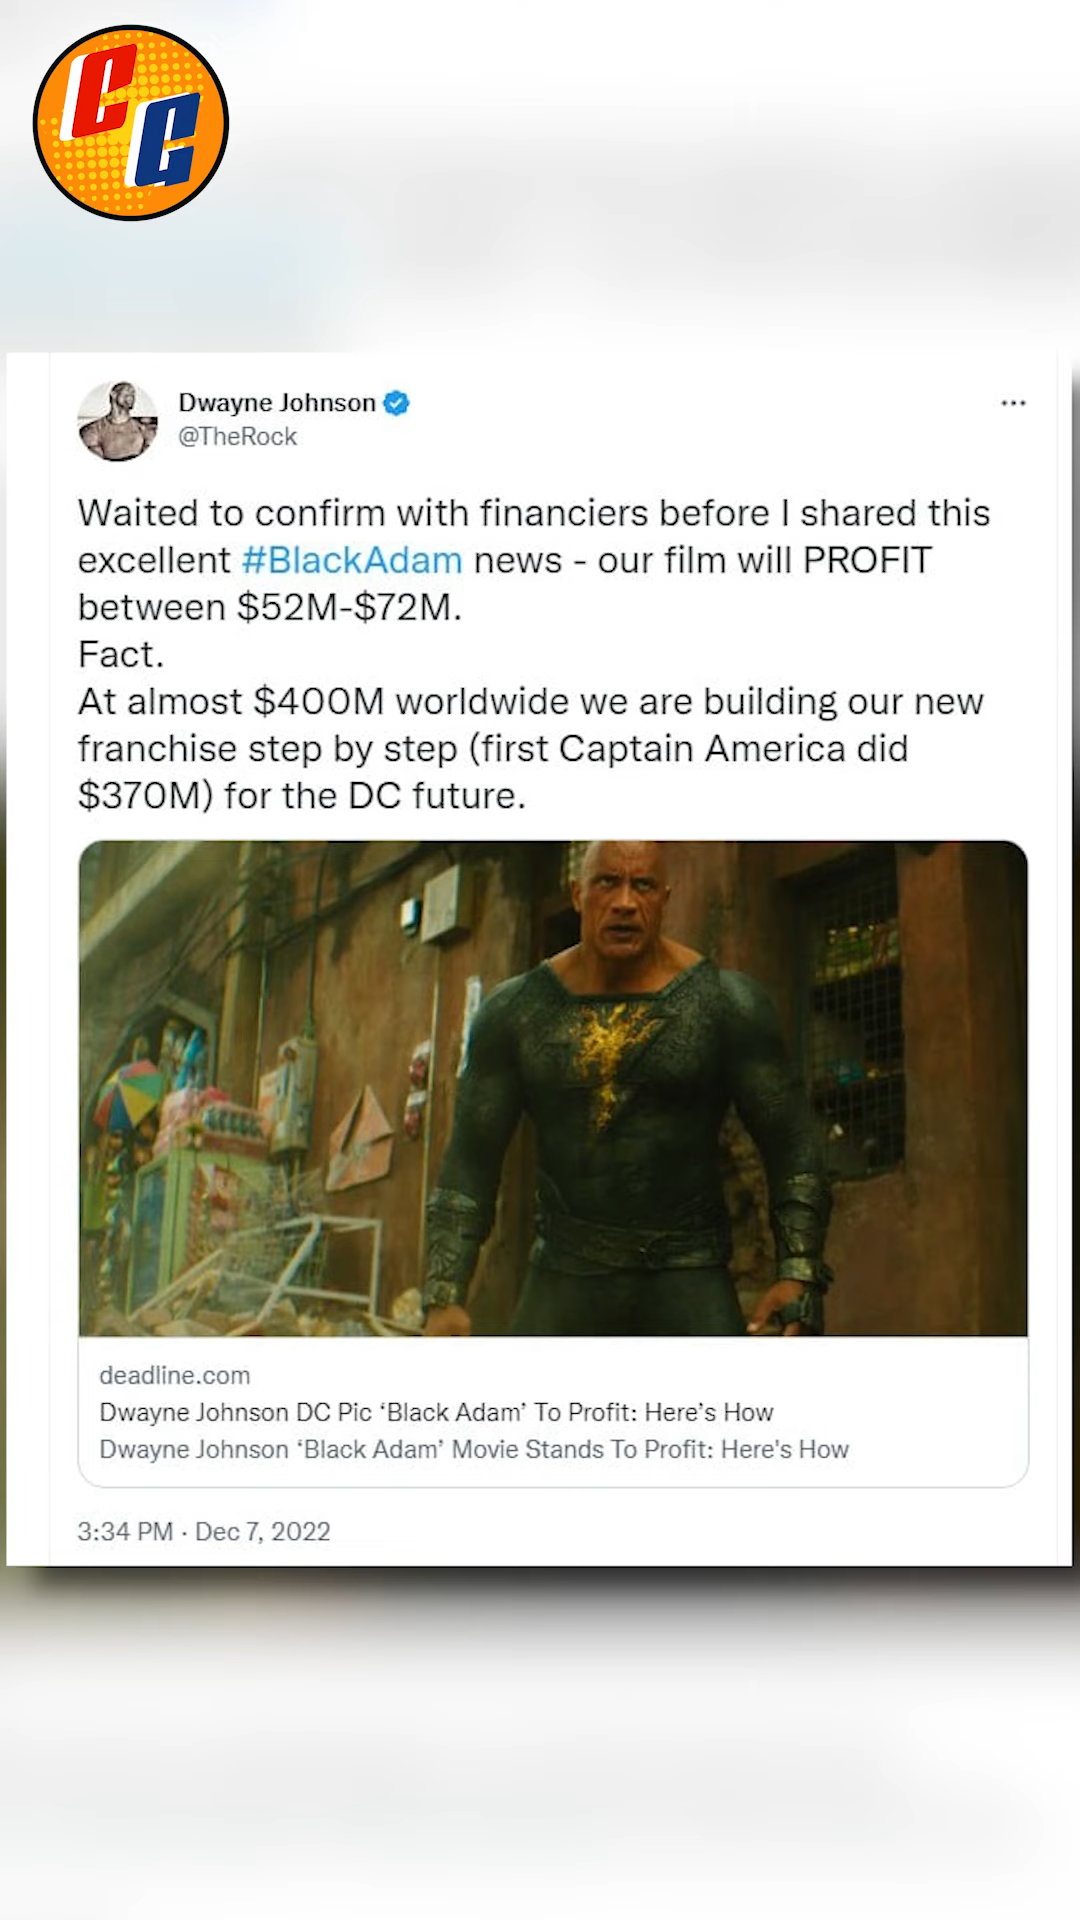 CC
Dwayne Johnson
@TheRock
Waited to confirm with financiers before I shared this
excellent #BlackAdam news - our film will PROFIT
between $52M-$72M.
Fact.
At almost $400M worldwide we are building our new
franchise step by step (first Captain America did
$370M) for the DC future.
deadline.com
Dwayne Johnson DC Pic ‘Black Adam’ To Profit: Here’s How
Dwayne Johnson ‘Black Adam’ Movie Stands To Profit: Here's How
3:34 PM · Dec 7, 2022